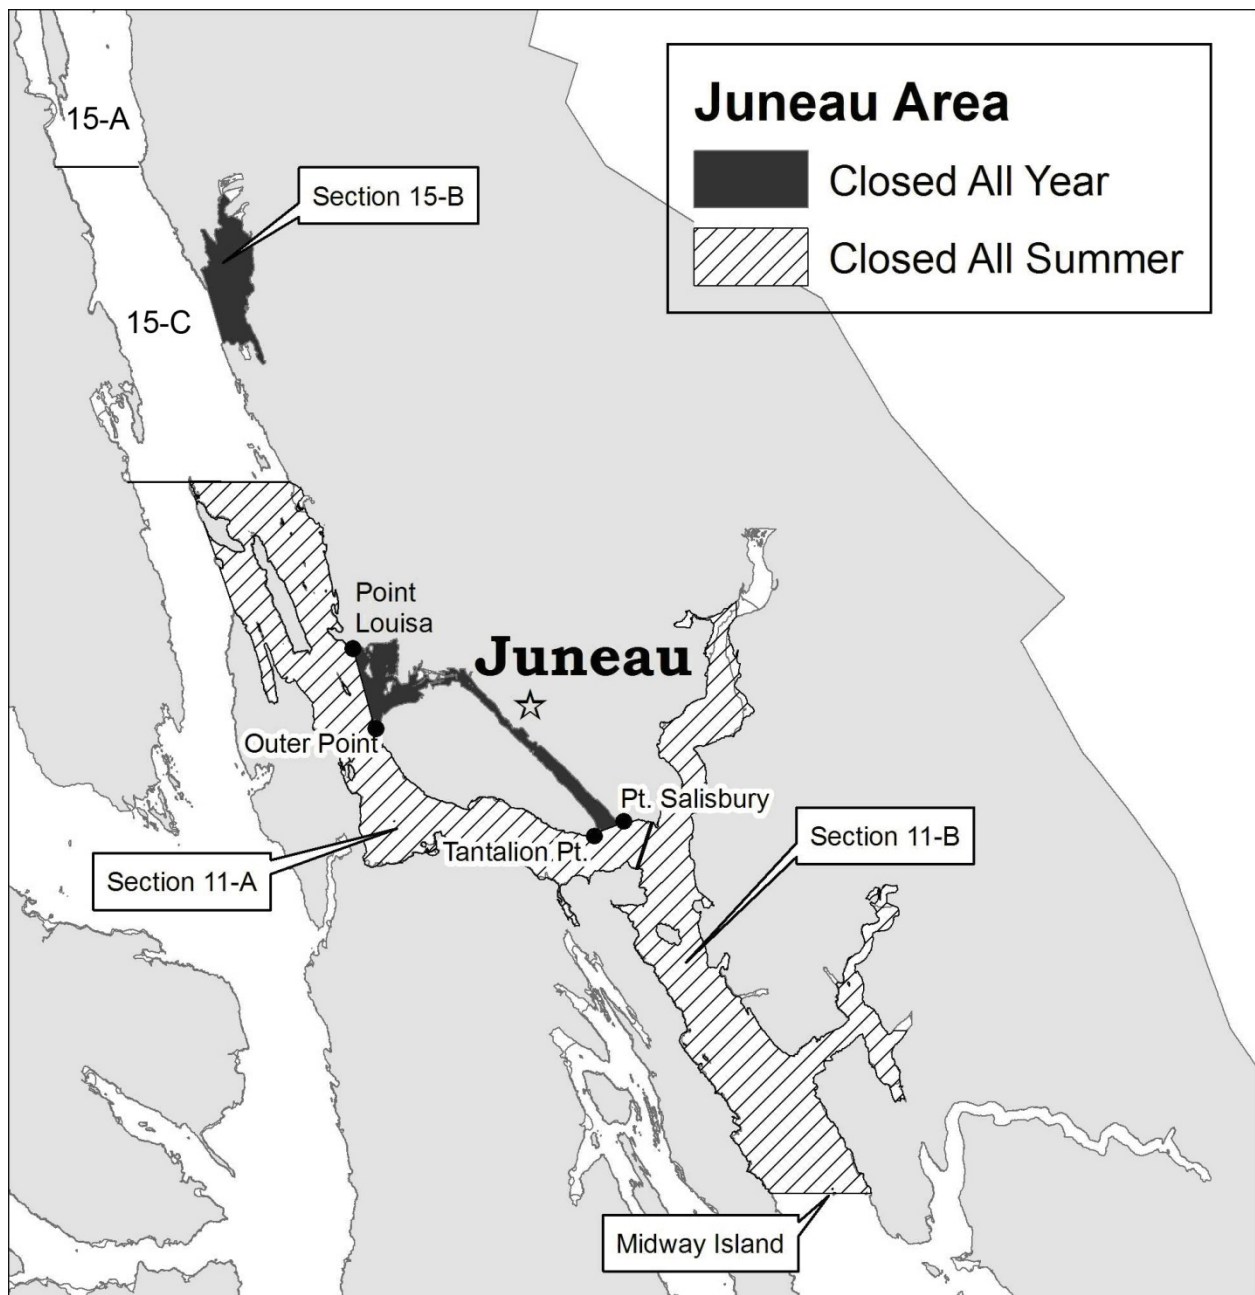 Juneau Area
Closed All Year
Closed All Summer
15-A
Section 15-B
15-C
Point
Louisa
Juneau
Outer Point
Pt. Salisbury
Tantalion Pt.
Section 11-B
Section 11-A
Midway Island